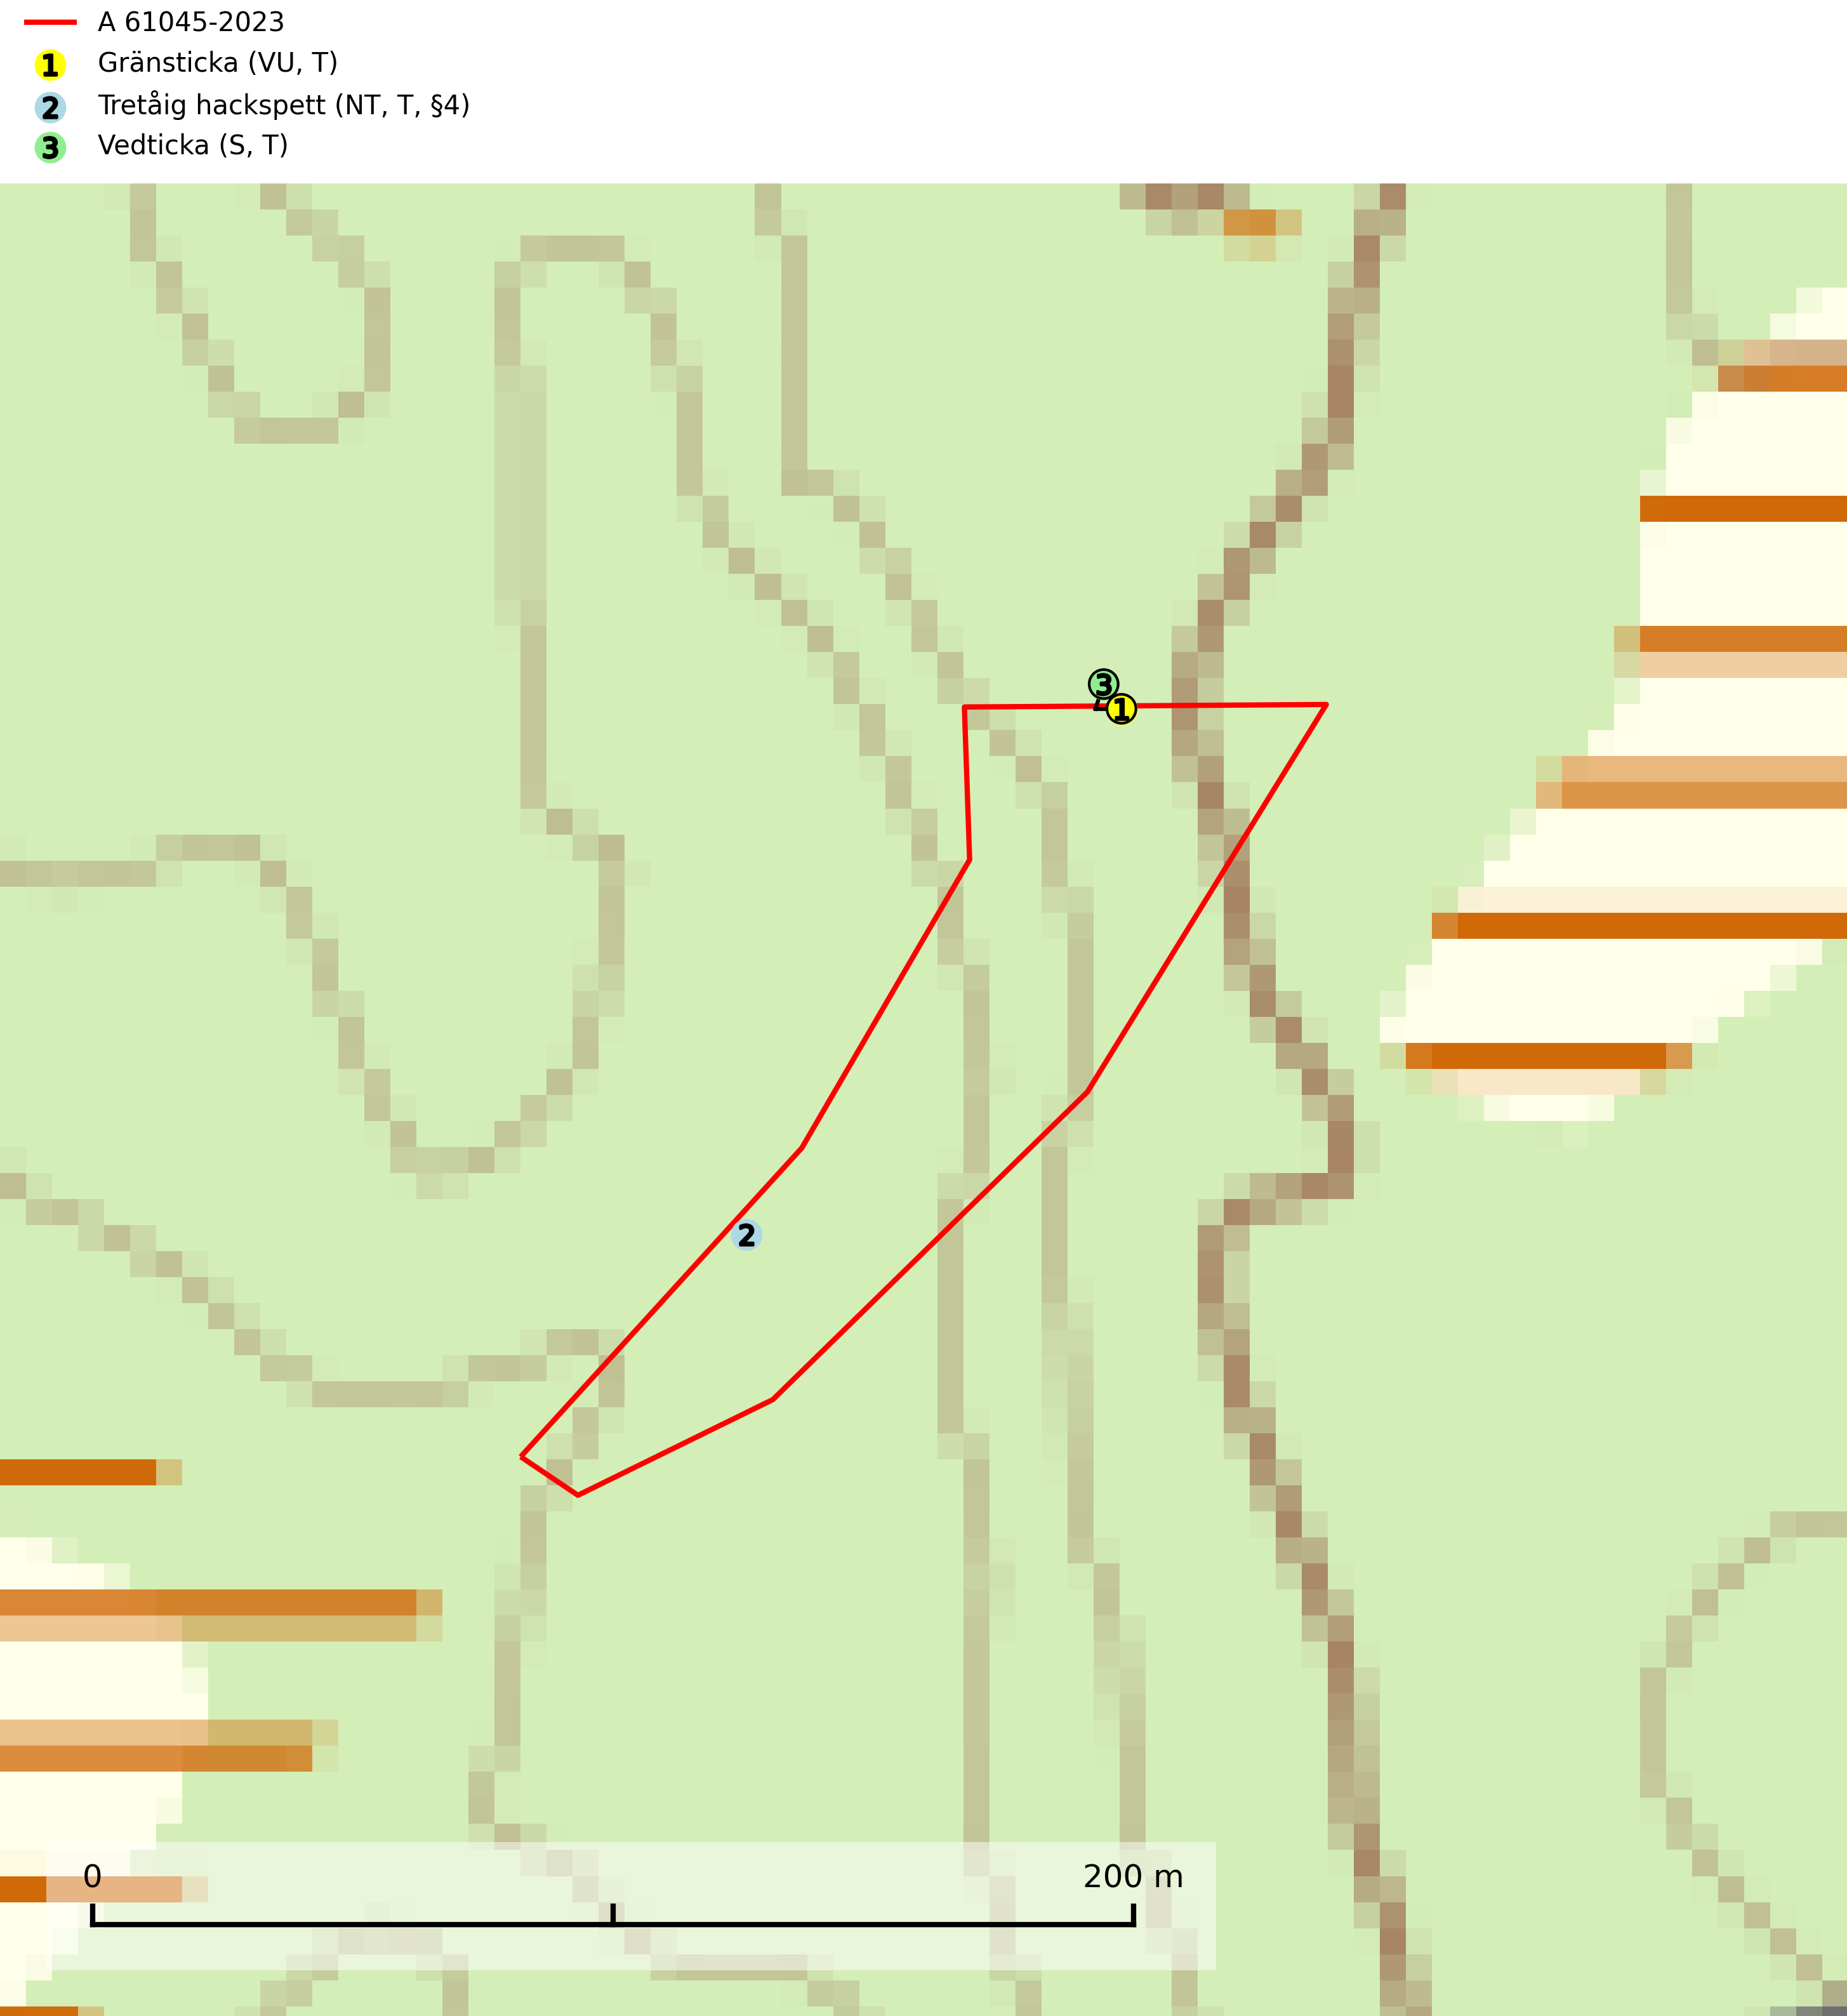 A 61045-2023
1 Gränsticka (VU, T)
2 Tretåig hackspett (NT, T, §4)
3 Vedticka (S, T)
3
1
2
0 200 m